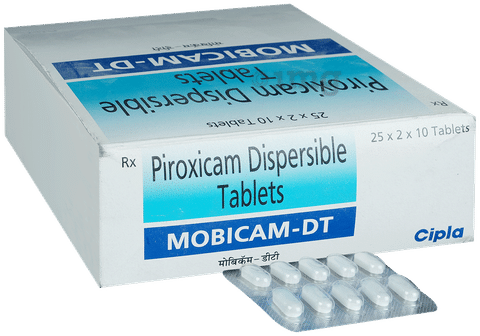 मोबिकॅम - डीटी
MOBICAM-DT
Piroxicam Dispersible
Tablets
25 x 2 x 10 Tablets
Rx
25 x 2 x 10 Tablets
Rx Piroxicam Dispersible
Tablets
MOBICAM-DT
Cipla
मोबिकॅम - डीटी